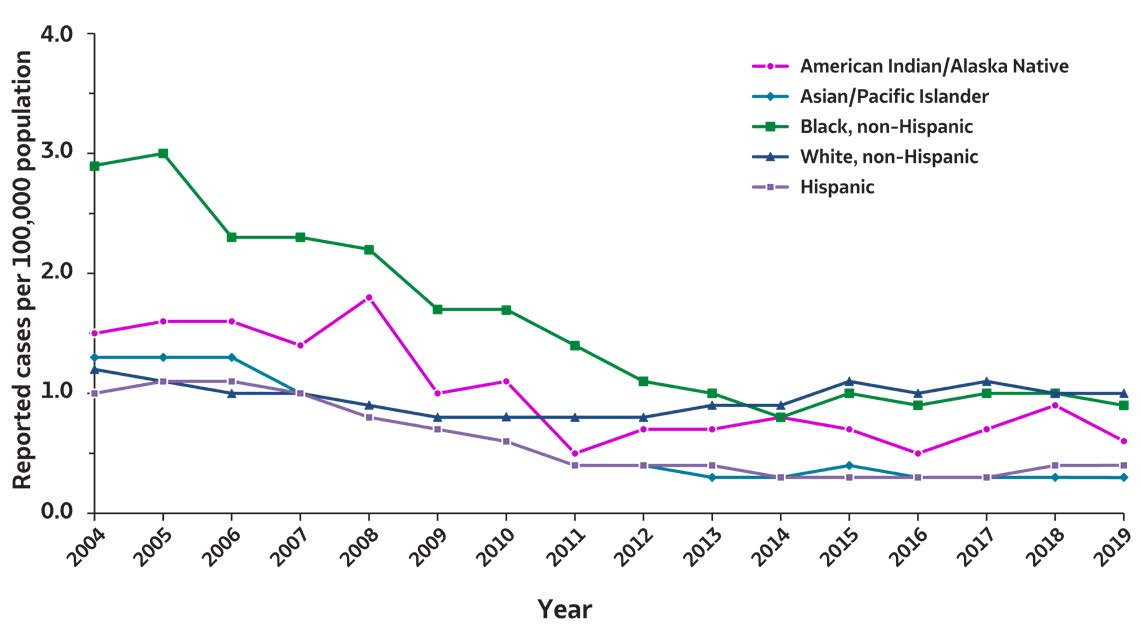 Reported cases per 100,000 population
4.0
3.0
2.0
1.0
0.0
American Indian/Alaska Native
Asian/Pacific Islander
Black, non-Hispanic
White, non-Hispanic
Hispanic
2004 2005 2006 2007 2008 2009 2010 2011 2012 2013 2014 2015 2016 2017 2018 2019
Year